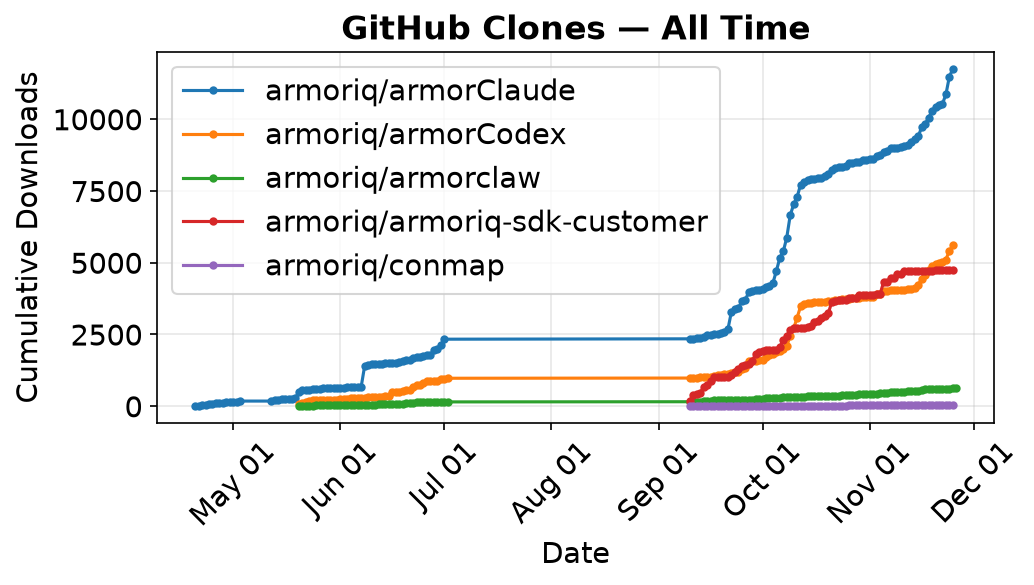 GitHub Clones — All Time
Cumulative Downloads
10000
7500
5000
2500
0
armoriq/armorClaude
armoriq/armorCodex
armoriq/armorclaw
armoriq/armoriq-sdk-customer
armoriq/conmap
May 01
Jun 01
Jul 01
Aug 01
Sep 01
Oct 01
Nov 01
Dec 01
Date